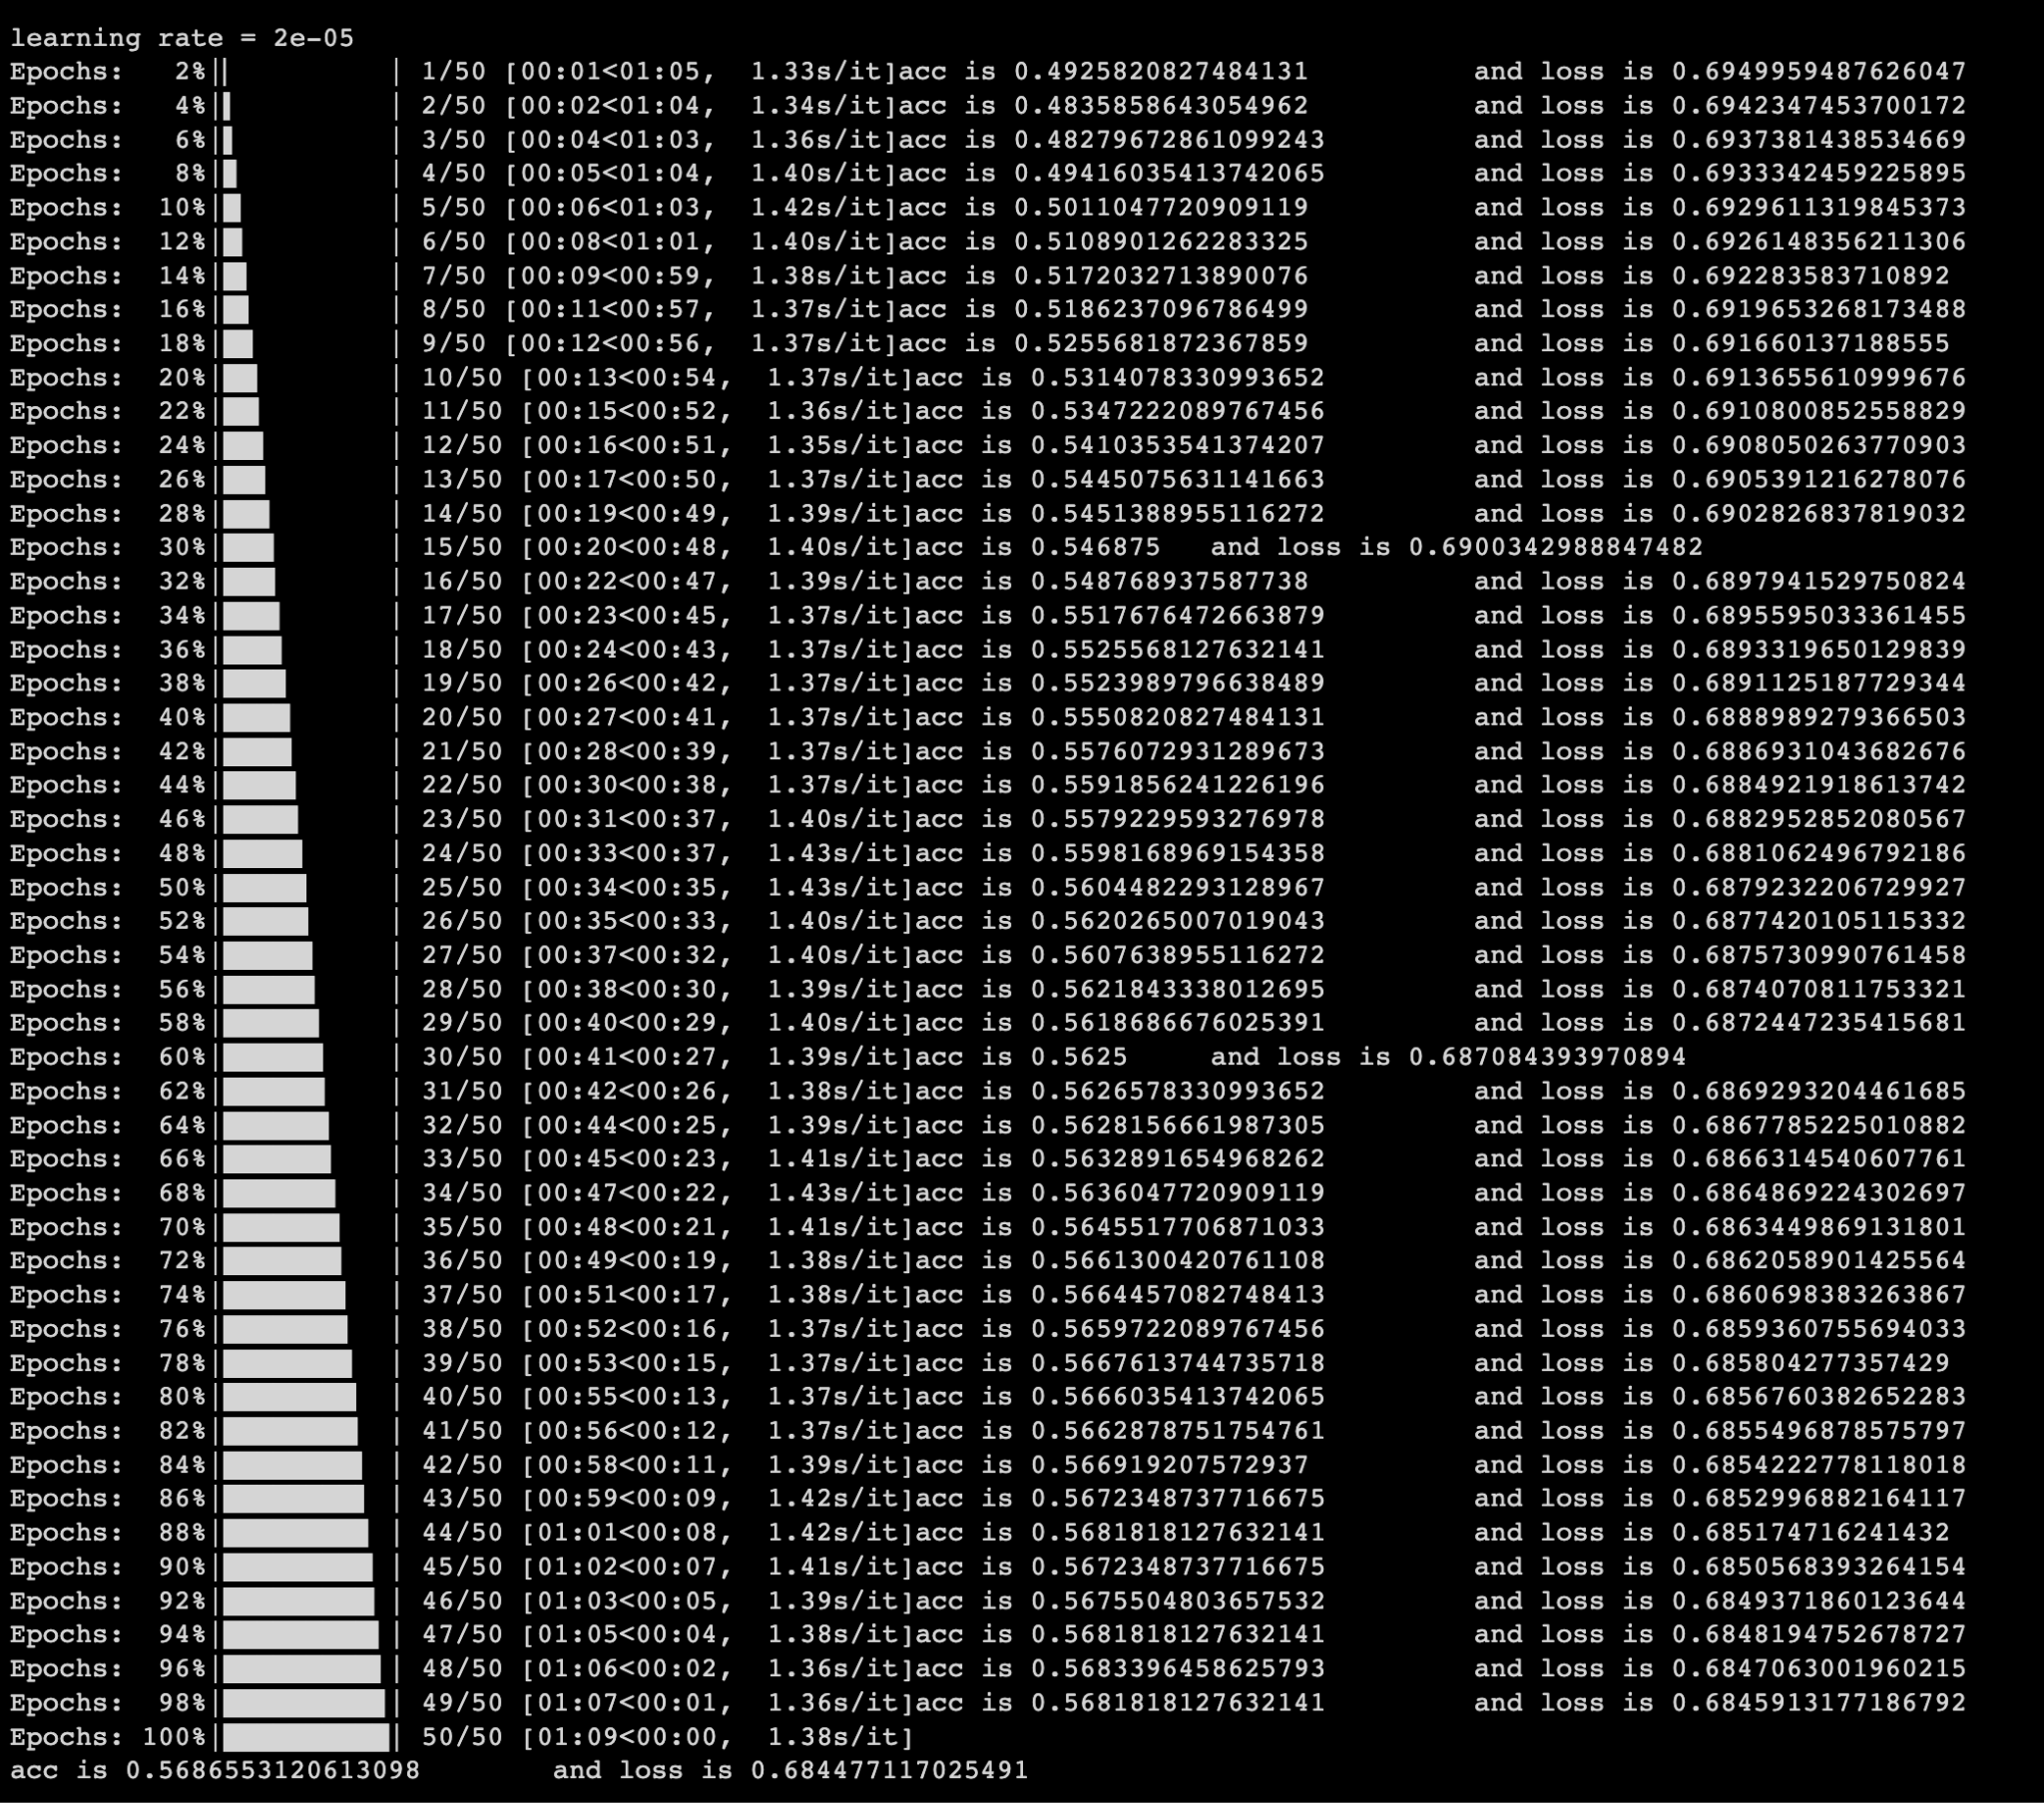 learning rate = 2e-05
Epochs:   2%||          | 1/50 [00:01<01:05,  1.33s/it]acc is 0.4925820827484131          and loss is 0.6949959487626047
Epochs:   4%|▍         | 2/50 [00:02<01:04,  1.34s/it]acc is 0.4835858643054962          and loss is 0.6942347453700172
Epochs:   6%|▌         | 3/50 [00:04<01:03,  1.36s/it]acc is 0.48279672861099243         and loss is 0.6937381438534669
Epochs:   8%|▊         | 4/50 [00:05<01:04,  1.40s/it]acc is 0.49416035413742065         and loss is 0.6933342459225895
Epochs:  10%|█         | 5/50 [00:06<01:03,  1.42s/it]acc is 0.5011047720909119          and loss is 0.6929611319845373
Epochs:  12%|█▏        | 6/50 [00:08<01:01,  1.40s/it]acc is 0.5108901262283325          and loss is 0.6926148356211306
Epochs:  14%|█▍        | 7/50 [00:09<00:59,  1.38s/it]acc is 0.5172032713890076          and loss is 0.692283583710892
Epochs:  16%|█▌        | 8/50 [00:11<00:57,  1.37s/it]acc is 0.5186237096786499          and loss is 0.6919653268173488
Epochs:  18%|█▊        | 9/50 [00:12<00:56,  1.37s/it]acc is 0.5255681872367859          and loss is 0.691660137188555
Epochs:  20%|██        | 10/50 [00:13<00:54,  1.37s/it]acc is 0.5314078330993652         and loss is 0.6913655610999676
Epochs:  22%|██▏       | 11/50 [00:15<00:52,  1.36s/it]acc is 0.5347222089767456         and loss is 0.6910800852558829
Epochs:  24%|██▍       | 12/50 [00:16<00:51,  1.35s/it]acc is 0.5410353541374207         and loss is 0.6908050263770903
Epochs:  26%|██▌       | 13/50 [00:17<00:50,  1.37s/it]acc is 0.5445075631141663         and loss is 0.6905391216278076
Epochs:  28%|██▊       | 14/50 [00:19<00:49,  1.39s/it]acc is 0.5451388955116272         and loss is 0.6902826837819032
Epochs:  30%|███       | 15/50 [00:20<00:48,  1.40s/it]acc is 0.546875   and loss is 0.6900342988847482
Epochs:  32%|███▏      | 16/50 [00:22<00:47,  1.39s/it]acc is 0.548768937587738          and loss is 0.6897941529750824
Epochs:  34%|███▍      | 17/50 [00:23<00:45,  1.37s/it]acc is 0.5517676472663879         and loss is 0.6895595033361455
Epochs:  36%|███▌      | 18/50 [00:24<00:43,  1.37s/it]acc is 0.5525568127632141         and loss is 0.6893319650129839
Epochs:  38%|███▊      | 19/50 [00:26<00:42,  1.37s/it]acc is 0.5523989796638489         and loss is 0.6891125187729344
Epochs:  40%|████      | 20/50 [00:27<00:41,  1.37s/it]acc is 0.5550820827484131         and loss is 0.6888989279366503
Epochs:  42%|████▏     | 21/50 [00:28<00:39,  1.37s/it]acc is 0.5576072931289673         and loss is 0.6886931043682676
Epochs:  44%|████▍     | 22/50 [00:30<00:38,  1.37s/it]acc is 0.5591856241226196         and loss is 0.6884921918613742
Epochs:  46%|████▌     | 23/50 [00:31<00:37,  1.40s/it]acc is 0.5579229593276978         and loss is 0.6882952852080567
Epochs:  48%|████▊     | 24/50 [00:33<00:37,  1.43s/it]acc is 0.5598168969154358         and loss is 0.6881062496792186
Epochs:  50%|█████     | 25/50 [00:34<00:35,  1.43s/it]acc is 0.5604482293128967         and loss is 0.6879232206729927
Epochs:  52%|█████▏    | 26/50 [00:35<00:33,  1.40s/it]acc is 0.5620265007019043         and loss is 0.6877420105115332
Epochs:  54%|█████▍    | 27/50 [00:37<00:32,  1.40s/it]acc is 0.5607638955116272         and loss is 0.6875730990761458
Epochs:  56%|█████▌    | 28/50 [00:38<00:30,  1.39s/it]acc is 0.5621843338012695         and loss is 0.6874070811753321
Epochs:  58%|█████▊    | 29/50 [00:40<00:29,  1.40s/it]acc is 0.5618686676025391         and loss is 0.6872447235415681
Epochs:  60%|██████    | 30/50 [00:41<00:27,  1.39s/it]acc is 0.5625     and loss is 0.687084393970894
Epochs:  62%|██████▏   | 31/50 [00:42<00:26,  1.38s/it]acc is 0.5626578330993652         and loss is 0.6869293204461685
Epochs:  64%|██████▍   | 32/50 [00:44<00:25,  1.39s/it]acc is 0.5628156661987305         and loss is 0.6867785225010882
Epochs:  66%|██████▌   | 33/50 [00:45<00:23,  1.41s/it]acc is 0.5632891654968262         and loss is 0.6866314540607761
Epochs:  68%|██████▊   | 34/50 [00:47<00:22,  1.43s/it]acc is 0.5636047720909119         and loss is 0.6864869224302697
Epochs:  70%|███████   | 35/50 [00:48<00:21,  1.41s/it]acc is 0.5645517706871033         and loss is 0.6863449869131801
Epochs:  72%|███████▏  | 36/50 [00:49<00:19,  1.38s/it]acc is 0.5661300420761108         and loss is 0.6862058901425564
Epochs:  74%|███████▍  | 37/50 [00:51<00:17,  1.38s/it]acc is 0.5664457082748413         and loss is 0.6860698383263867
Epochs:  76%|███████▌  | 38/50 [00:52<00:16,  1.37s/it]acc is 0.5659722089767456         and loss is 0.6859360755694033
Epochs:  78%|███████▊  | 39/50 [00:53<00:15,  1.37s/it]acc is 0.5667613744735718         and loss is 0.685804277357429
Epochs:  80%|████████  | 40/50 [00:55<00:13,  1.37s/it]acc is 0.5666035413742065         and loss is 0.6856760382652283
Epochs:  82%|████████▏ | 41/50 [00:56<00:12,  1.37s/it]acc is 0.5662878751754761         and loss is 0.6855496878575797
Epochs:  84%|████████▍ | 42/50 [00:58<00:11,  1.39s/it]acc is 0.566919207572937          and loss is 0.6854222778118018
Epochs:  86%|████████▌ | 43/50 [00:59<00:09,  1.42s/it]acc is 0.5672348737716675         and loss is 0.6852996882164117
Epochs:  88%|████████▊ | 44/50 [01:01<00:08,  1.42s/it]acc is 0.5681818127632141         and loss is 0.685174716241432
Epochs:  90%|█████████ | 45/50 [01:02<00:07,  1.41s/it]acc is 0.5672348737716675         and loss is 0.6850568393264154
Epochs:  92%|█████████▏| 46/50 [01:03<00:05,  1.39s/it]acc is 0.5675504803657532         and loss is 0.6849371860123644
Epochs:  94%|█████████▍| 47/50 [01:05<00:04,  1.38s/it]acc is 0.5681818127632141         and loss is 0.6848194752678727
Epochs:  96%|█████████▌| 48/50 [01:06<00:02,  1.36s/it]acc is 0.5683396458625793         and loss is 0.6847063001960215
Epochs:  98%|█████████▊| 49/50 [01:07<00:01,  1.36s/it]acc is 0.5681818127632141         and loss is 0.6845913177186792
Epochs: 100%|██████████| 50/50 [01:09<00:00,  1.38s/it]
acc is 0.5686553120613098        and loss is 0.684477117025491